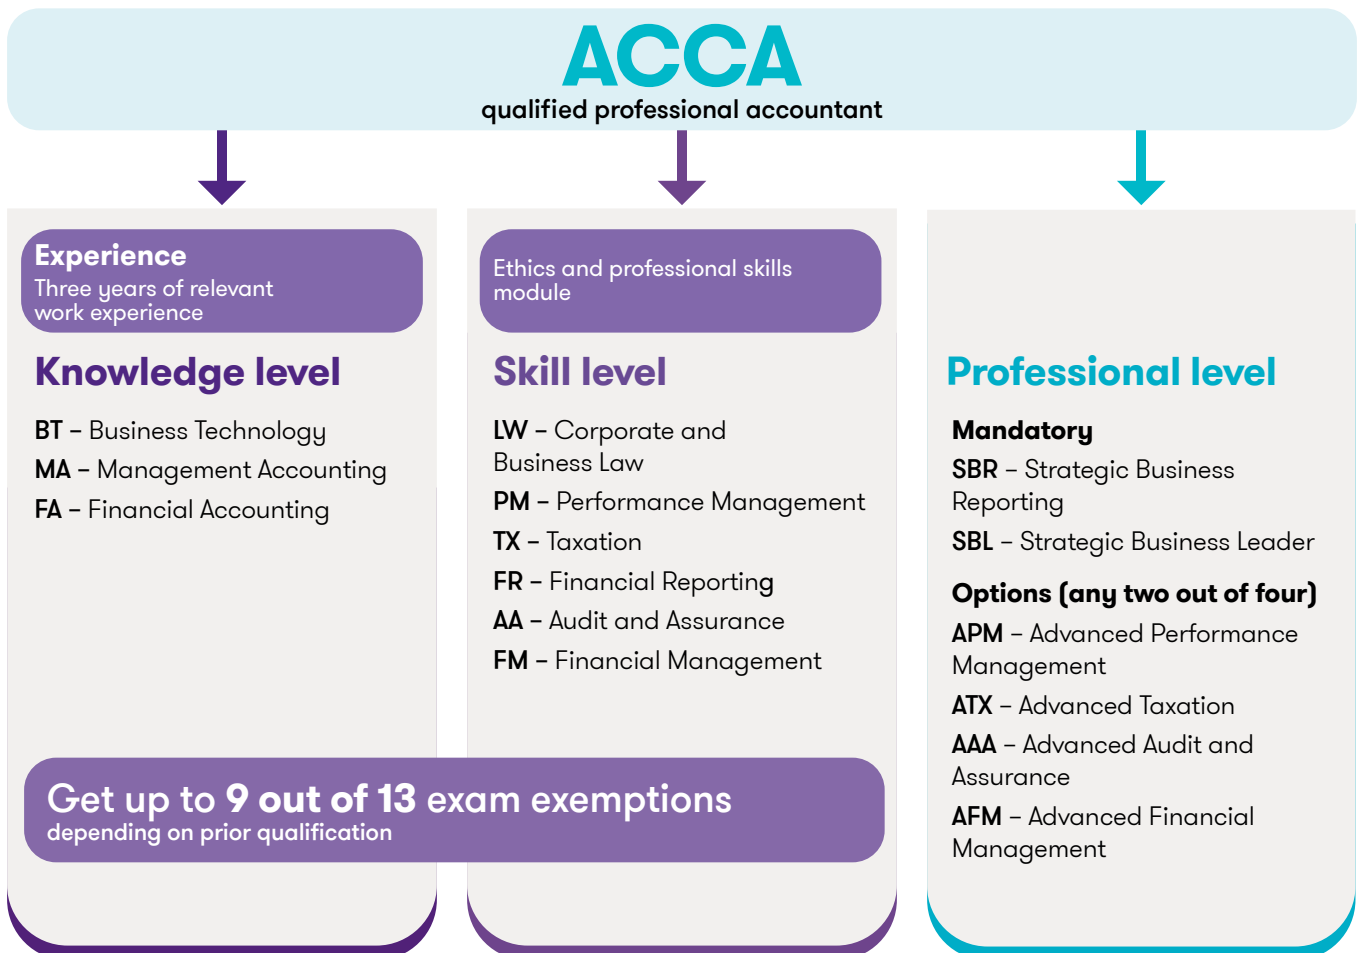 ACCA
qualified professional accountant
Experience
Three years of relevant
work experience
Knowledge level
BT – Business Technology
MA – Management Accounting
FA – Financial Accounting
Ethics and professional skills
module
Skill level
LW – Corporate and
Business Law
PM – Performance Management
TX – Taxation
FR – Financial Reporting
AA – Audit and Assurance
FM – Financial Management
Get up to 9 out of 13 exam exemptions
depending on prior qualification
Professional level
Mandatory
SBR – Strategic Business
Reporting
SBL – Strategic Business Leader
Options (any two out of four)
APM – Advanced Performance
Management
ATX – Advanced Taxation
AAA – Advanced Audit and
Assurance
AFM – Advanced Financial
Management